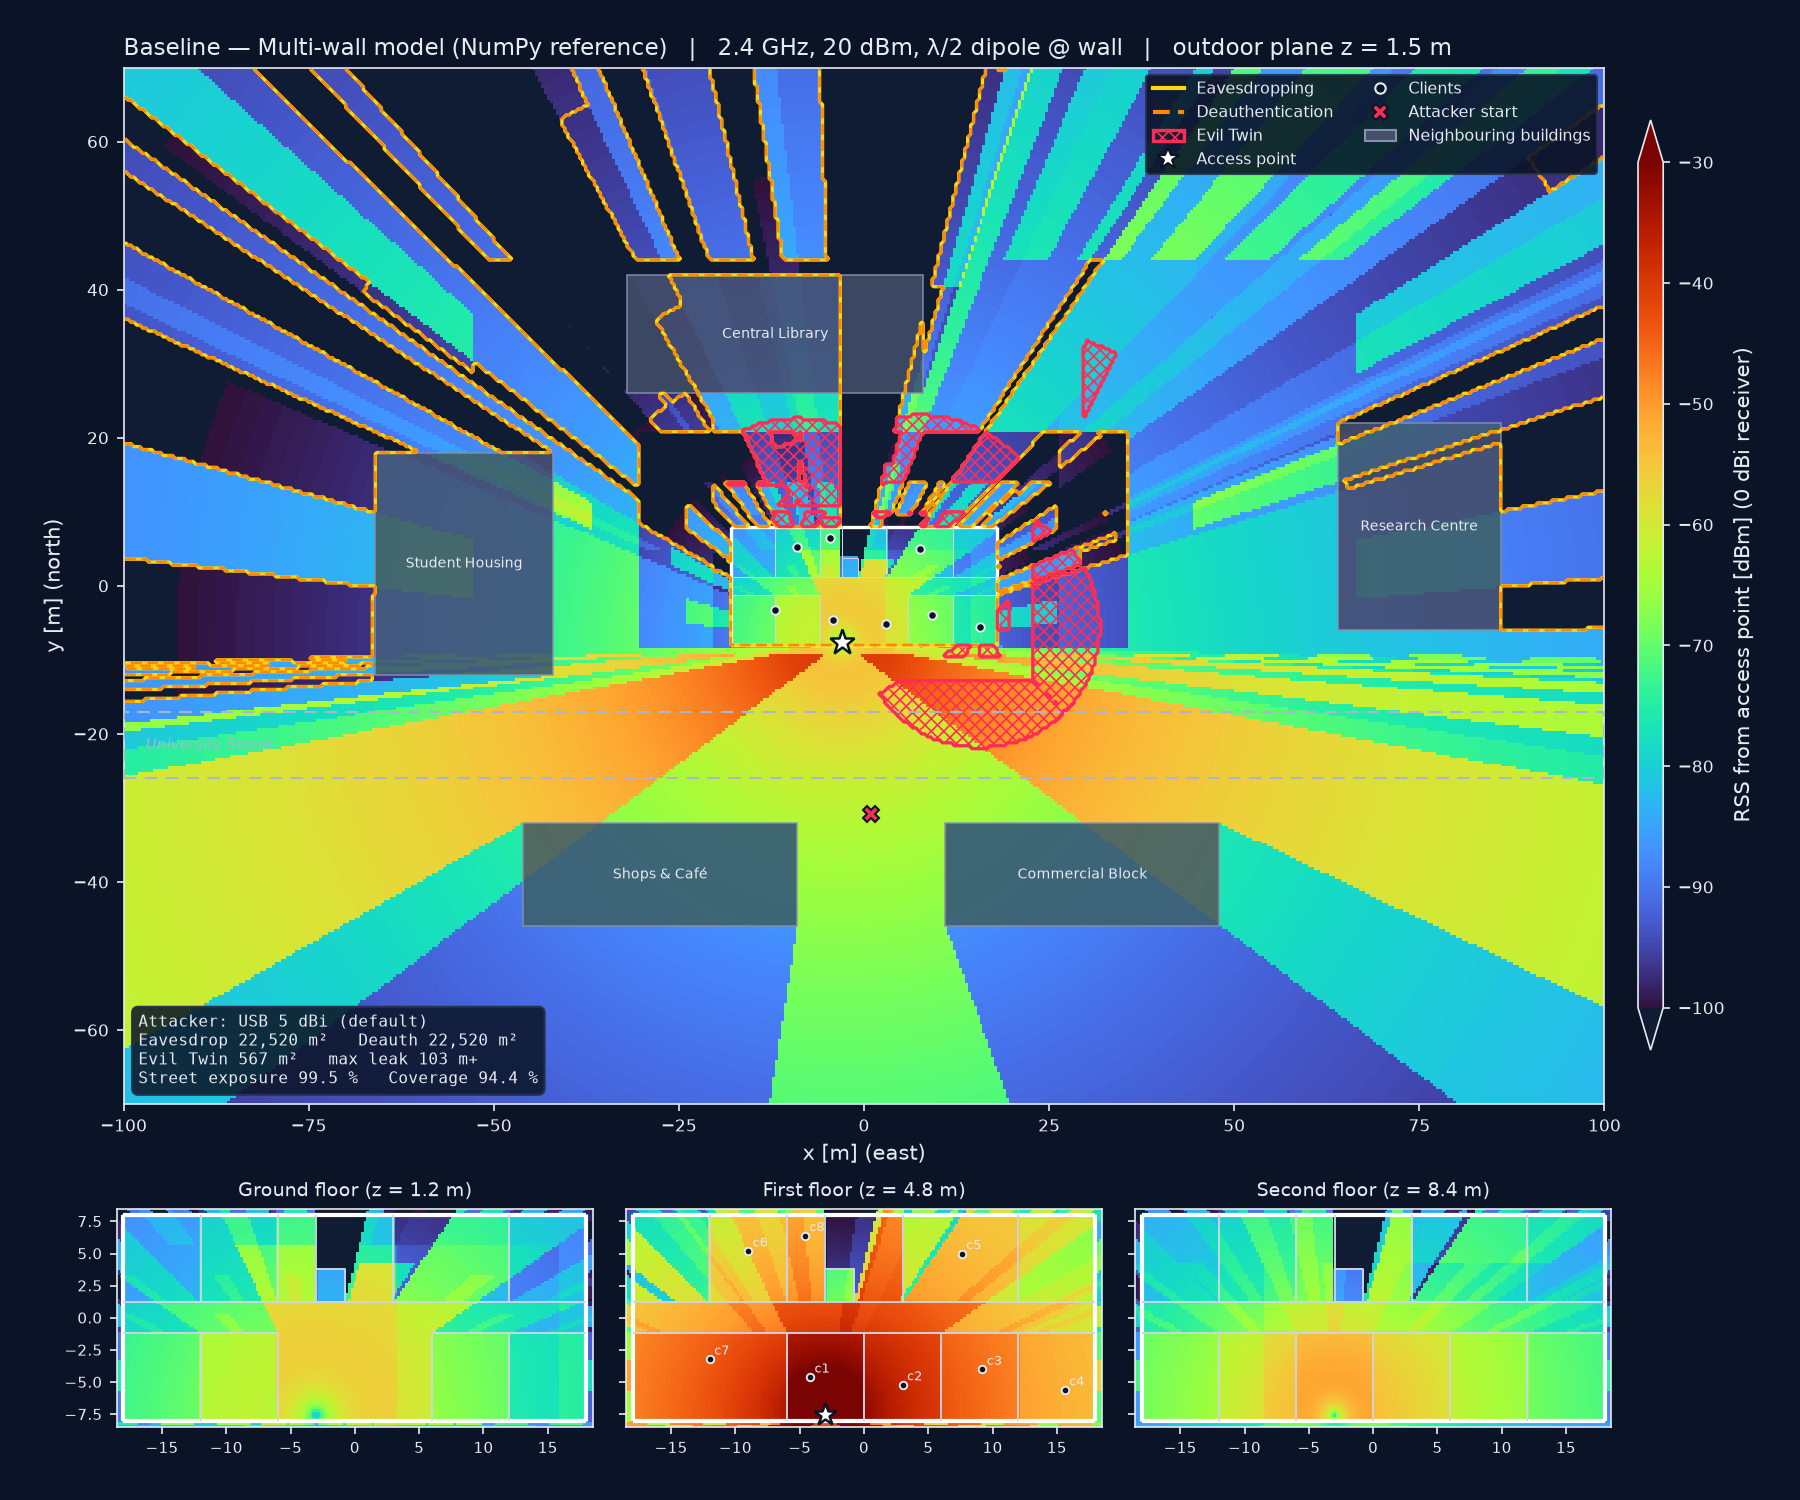 Baseline — Multi-wall model (NumPy reference) | 2.4 GHz, 20 dBm, λ/2 dipole @ wall | outdoor plane z = 1.5 m
Eavesdropping
Deauthentication
Evil Twin
Access point
Clients
Attacker start
Neighbouring buildings
60
40
20
0
−20
−40
−60
y [m] (north)
Central Library
Student Housing
Research Centre
University Street
Shops & Café
Commercial Block
Attacker: USB 5 dBi (default)
Eavesdrop 22,520 m² Deauth 22,520 m²
Evil Twin 567 m² max leak 103 m+
Street exposure 99.5 % Coverage 94.4 %
−100 −75 −50 −25 0 25 50 75 100
x [m] (east)
−30
−40
−50
−60
−70
−80
−90
−100
RSS from access point [dBm] (0 dBi receiver)
Ground floor (z = 1.2 m)
7.5
5.0
2.5
0.0
−2.5
−5.0
−7.5
−15 −10 −5 0 5 10 15
First floor (z = 4.8 m)
c8
c6
c5
c7
c1
c2
c3
c4
−15 −10 −5 0 5 10 15
Second floor (z = 8.4 m)
−15 −10 −5 0 5 10 15